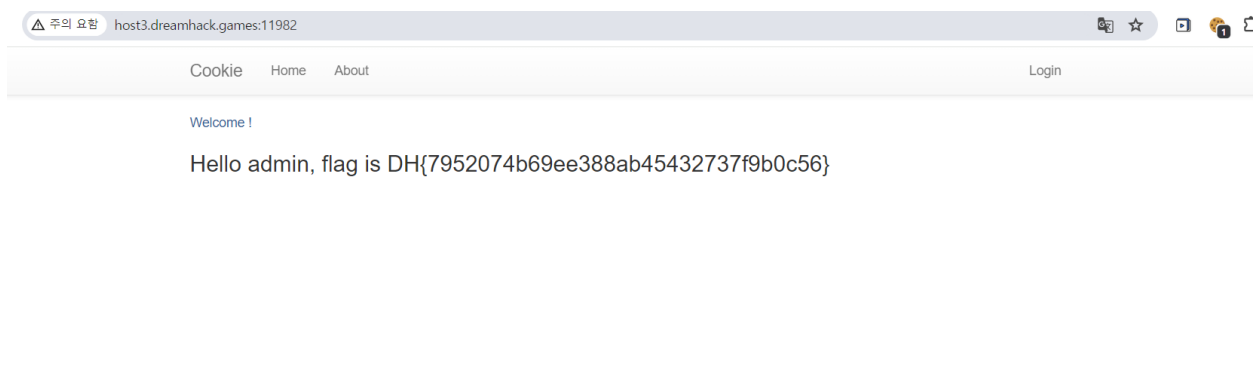 주의 요함 host3.dreamhack.games:11982
1
Cookie Home About Login
Welcome !
Hello admin, flag is DH{7952074b69ee388ab45432737f9b0c56}